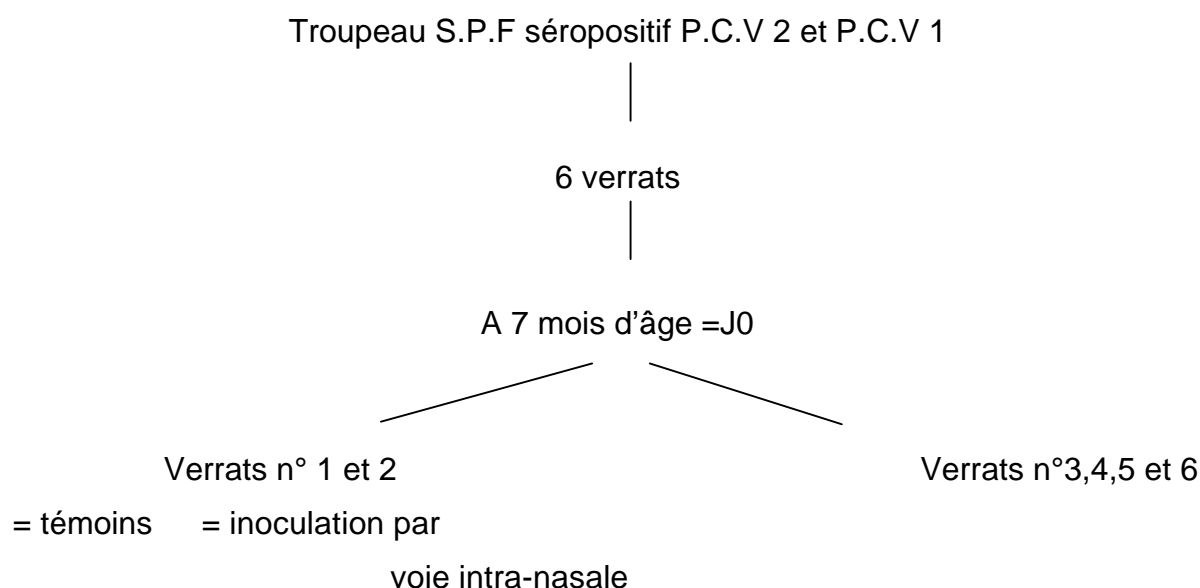 Troupeau S.P.F séropositif P.C.V 2 et P.C.V 1
6 verrats
A 7 mois d’âge =J0
Verrats n° 1 et 2
Verrats n°3,4,5 et 6
= témoins = inoculation par
voie intra-nasale